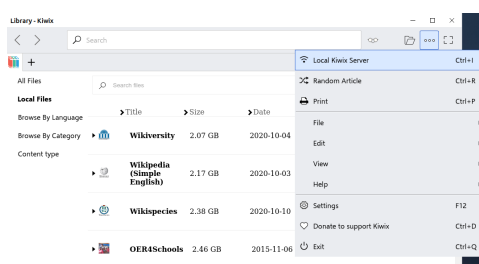 Library - Kiwix
Search
Local Kiwix Server Ctrl+I
All Files
Search files
Random Article Ctrl+R
Local Files
Print Ctrl+P
Title Size Date
Browse By Language
File
Browse By Category
Wikiversity 2.07 GB 2020-10-04
Edit
Content type
View
Wikipedia
(Simple
English)
2.17 GB 2020-10-03
Help
Settings F12
Wikispecies 2.38 GB 2020-10-10
Donate to support Kiwix Ctrl+D
OER4Schools 2.46 GB 2015-11-06
Exit Ctrl+Q